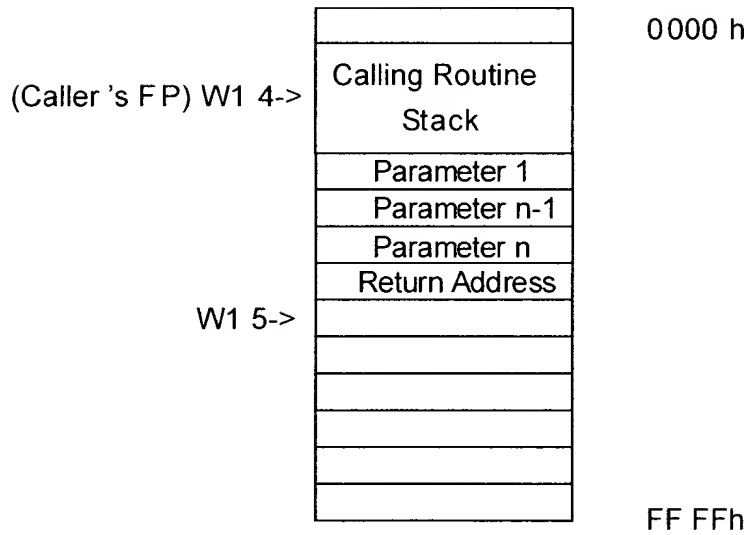 0000 h
(Caller 's FP) W1 4->
Calling Routine
Stack
Parameter 1
Parameter n-1
Parameter n
Return Address
W1 5->
FF FFh